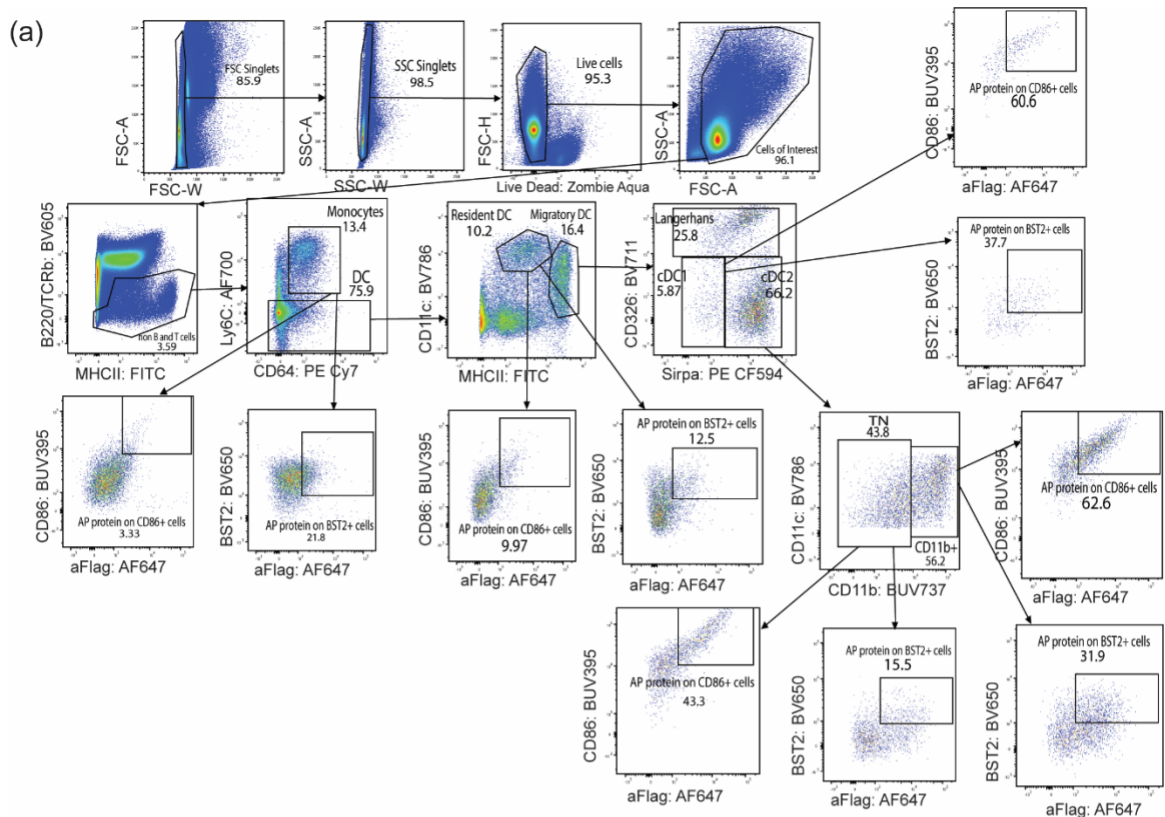 (a)
FSC Singlets
85.9
FSC-A
FSC-W
SSC Singlets
98.5
SSC-A
SSC-W
Live cells
95.3
FSC-H
Live Dead: Zombie Aqua
Cells of Interest
96.1
SSC-A
FSC-A
AP protein on CD86+ cells
60.6
CD86: BUV395
aFlag: AF647
non B and T cells
3.59
B220/TCRb: BV605
MHCII: FITC
Monocytes
13.4
DC
75.9
Ly6C: AF700
CD64: PE Cy7
Resident DC
10.2
Migratory DC
16.4
CD11c: BV786
MHCII: FITC
Langerhans
25.8
cDC1
5.87
cDC2
66.2
CD326: BV711
Sirpa: PE CF594
AP protein on BST2+ cells
37.7
BST2: BV650
aFlag: AF647
CD86: BUV395
AP protein on CD86+ cells
3.33
aFlag: AF647
BST2: BV650
AP protein on BST2+ cells
21.8
aFlag: AF647
CD86: BUV395
AP protein on CD86+ cells
9.97
aFlag: AF647
AP protein on BST2+ cells
12.5
BST2: BV650
aFlag: AF647
TN
43.8
CD11b+
56.2
CD11c: BV786
CD11b: BUV737
CD86: BUV395
AP protein on CD86+ cells
62.6
aFlag: AF647
CD86: BUV395
AP protein on CD86+ cells
43.3
aFlag: AF647
AP protein on BST2+ cells
15.5
BST2: BV650
aFlag: AF647
AP protein on BST2+ cells
31.9
BST2: BV650
aFlag: AF647